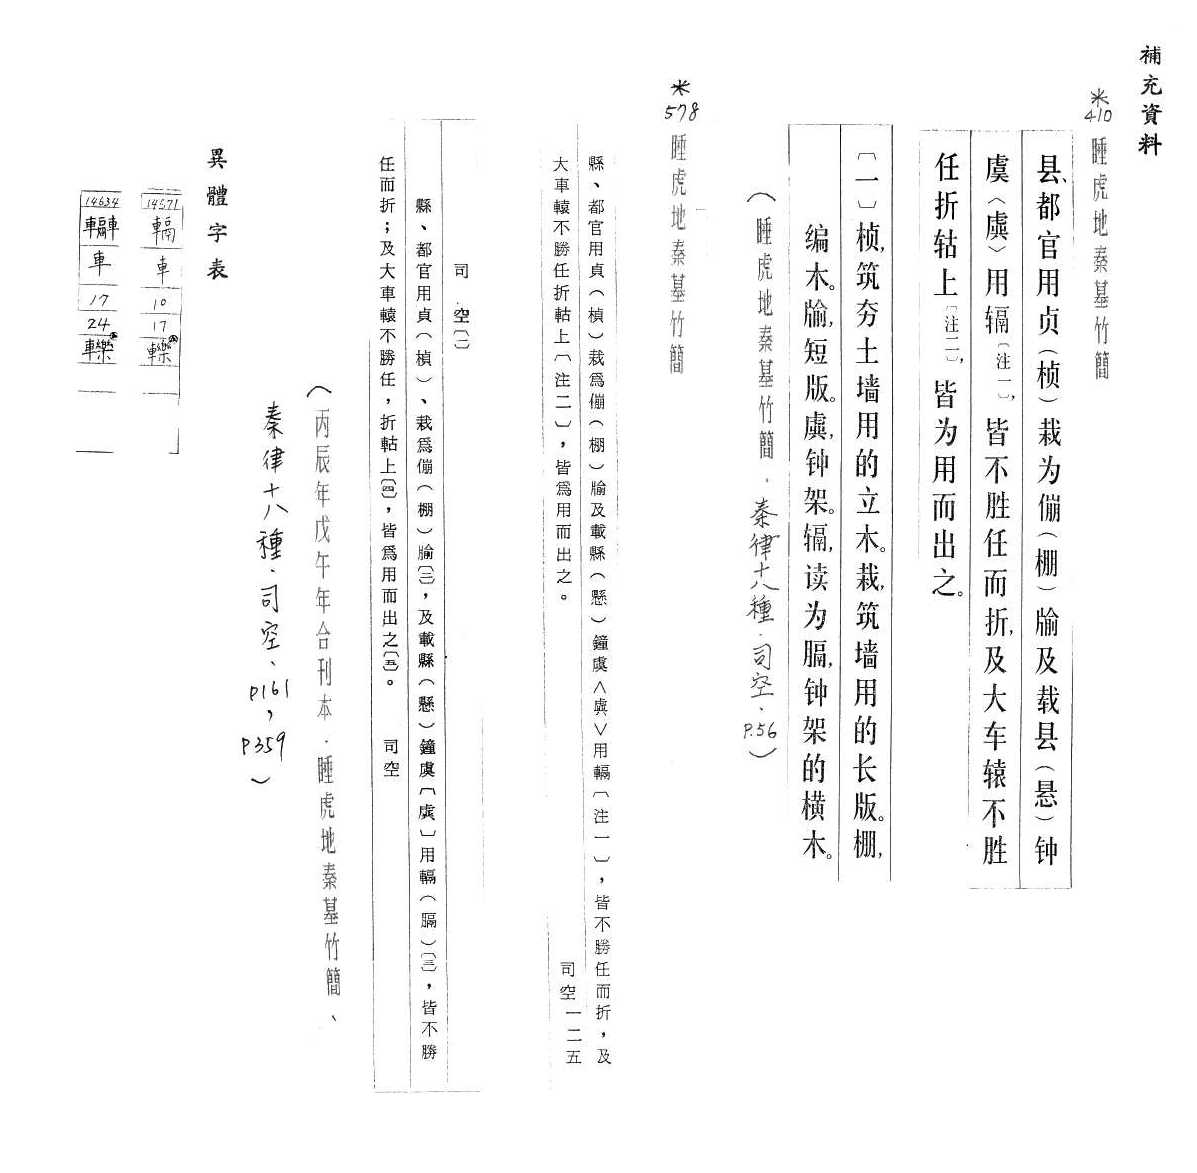 補充資料
*410 睡虎地秦墓竹簡
县、都官用贞（桢）栽为傰（棚）牏及载县（悬）钟
虞〈虡〉用𨍱〔注一〕，皆不胜任而折，及大车辕不胜
任折轱上〔注二〕，皆为用而出之。
〔一〕桢，筑夯土墙用的立木。栽，筑墙用的长版。棚，
编木。牏，短版。虡，钟架。𨍱，读为膈，钟架的横
木。
（睡虎地秦墓竹簡．秦律十八種．司空、P.56）
*578 睡虎地秦墓竹簡
縣、都官用貞（楨）栽爲傰（棚）牏及載縣（懸）鐘虞＜虡＞用䡦〔注一〕，皆不勝任而折，及
大車轅不勝任折軲上〔注二〕，皆爲用而出之。 司空一二五
司．空〔一〕
縣、都官用貞（楨）、栽爲傰（棚）牏〔二〕，及載縣（懸）鐘虞〔虡〕用䡦（膈）〔三〕，皆不勝
任而折；及大車轅不勝任，折軲上〔四〕，皆爲用而出之〔五〕。 司空
（丙辰年戊午年合刊本．睡虎地秦墓竹簡、
秦律十八種．司空、P161，P359）
異體字表
14571 䡦 車 10 17
14634 車 17 24